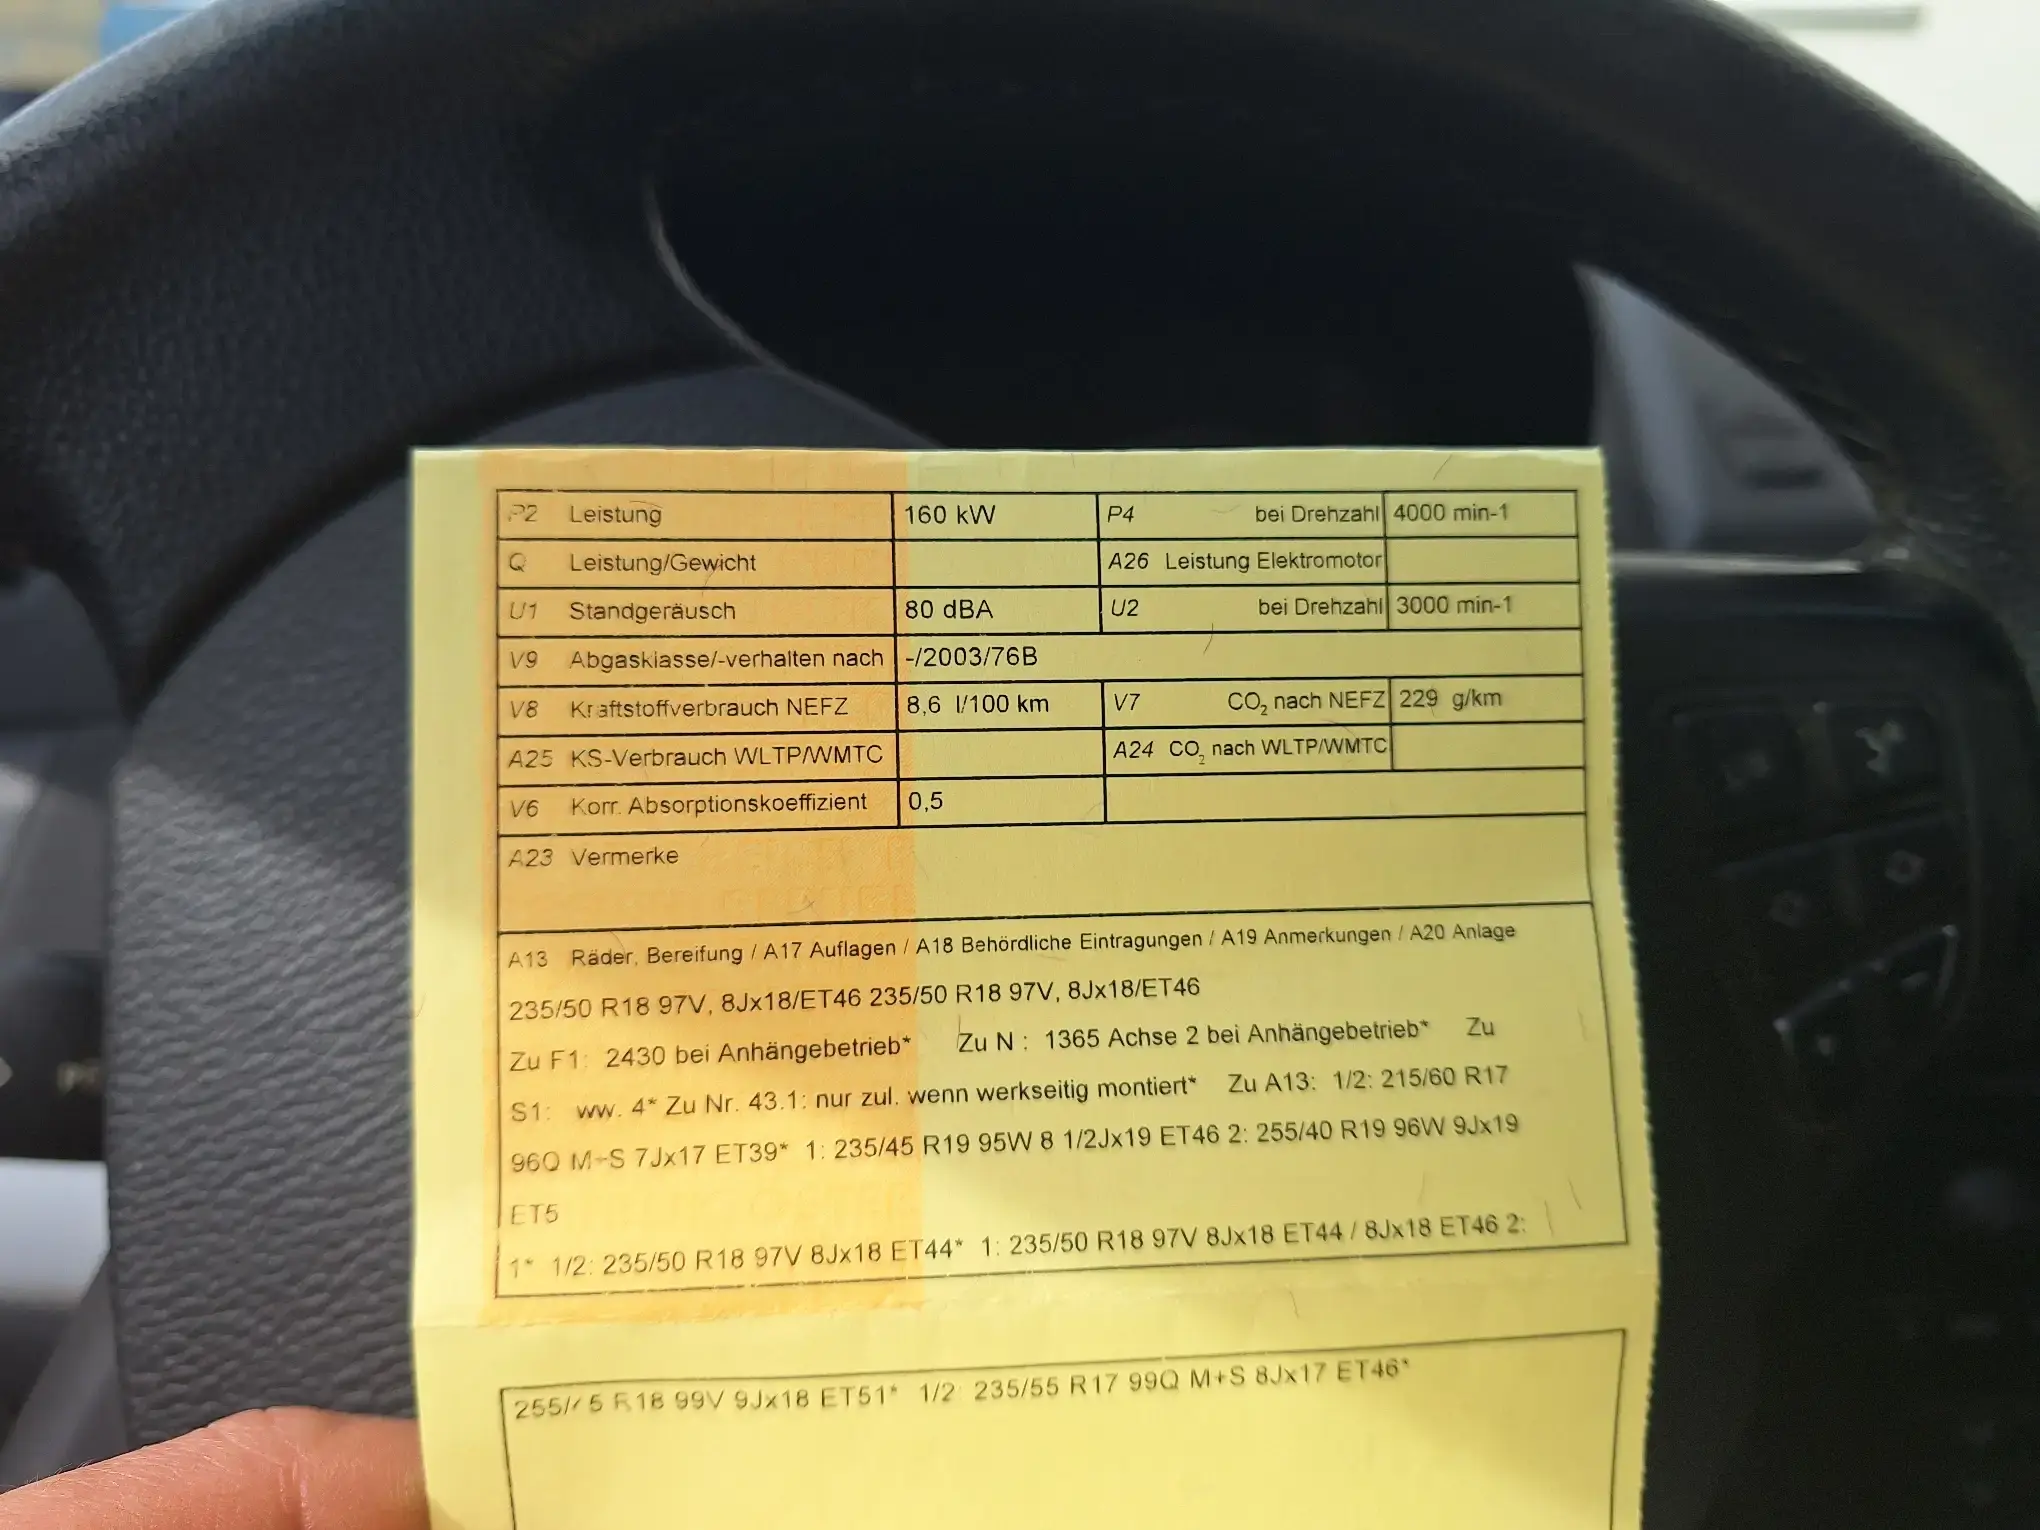 P2 Leistung 160 kW P4 bei Drehzahl 4000 min-1
Q Leistung/Gewicht A26 Leistung Elektromotor
U1 Standgeräusch 80 dBA U2 bei Drehzahl 3000 min-1
V9 Abgasklasse/-verhalten nach -/2003/76B
V8 Kraftstoffverbrauch NEFZ 8,6 l/100 km V7 CO₂ nach NEFZ 229 g/km
A25 KS-Verbrauch WLTP/WMTC A24 CO₂ nach WLTP/WMTC
V6 Korr. Absorptionskoeffizient 0,5
A23 Vermerke
A13 Räder, Bereifung / A17 Auflagen / A18 Behördliche Eintragungen / A19 Anmerkungen / A20 Anlage
235/50 R18 97V, 8Jx18/ET46 235/50 R18 97V, 8Jx18/ET46
Zu F1: 2430 bei Anhängebetrieb* Zu N : 1365 Achse 2 bei Anhängebetrieb* Zu
S1: ww. 4* Zu Nr. 43.1: nur zul. wenn werkseitig montiert* Zu A13: 1/2: 215/60 R17
96Q M+S 7Jx17 ET39* 1: 235/45 R19 95W 8 1/2Jx19 ET46 2: 255/40 R19 96W 9Jx19
ET5
1* 1/2: 235/50 R18 97V 8Jx18 ET44* 1: 235/50 R18 97V 8Jx18 ET44 / 8Jx18 ET46 2:
255/45 R18 99V 9Jx18 ET51* 1/2: 235/55 R17 99Q M+S 8Jx17 ET46*